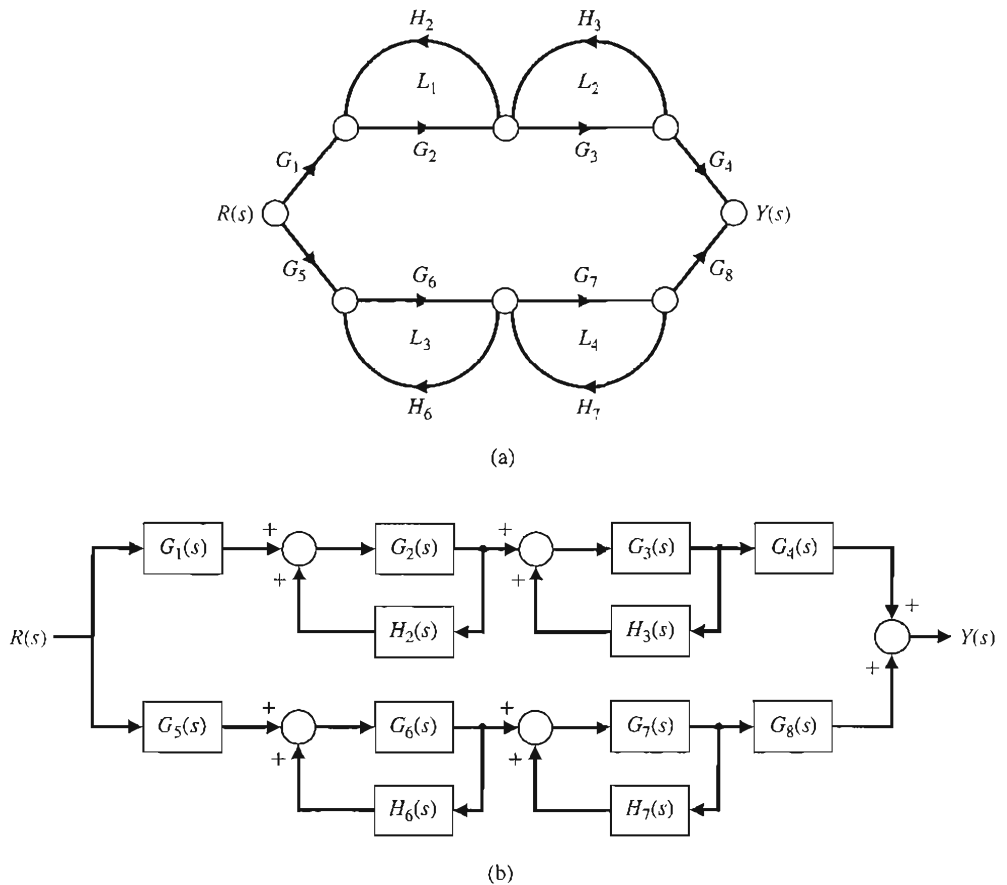 H₂ H₃
L₁ L₂
G₂ G₃
G₁ G₄
R(s) Y(s)
G₅ G₈
G₆ G₇
L₃ L₄
H₆ H₇
(a)
+ +
G₁(s) G₂(s) G₃(s) G₄(s)
+ +
H₂(s) H₃(s)
+
R(s) Y(s)
+
+ +
G₅(s) G₆(s) G₇(s) G₈(s)
+ +
H₆(s) H₇(s)
(b)